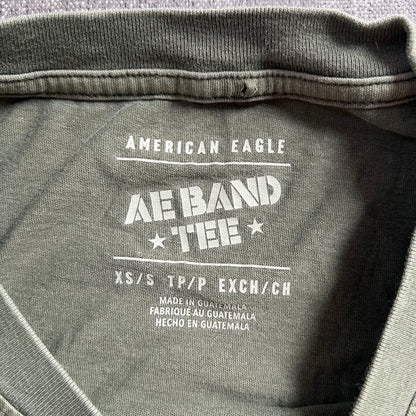 AMERICAN EAGLE
AE BAND
TEE
XS/S TP/P EXCH/CH
MADE IN GUATEMALA
FABRIQUÉ AU GUATEMALA
HECHO EN GUATEMALA